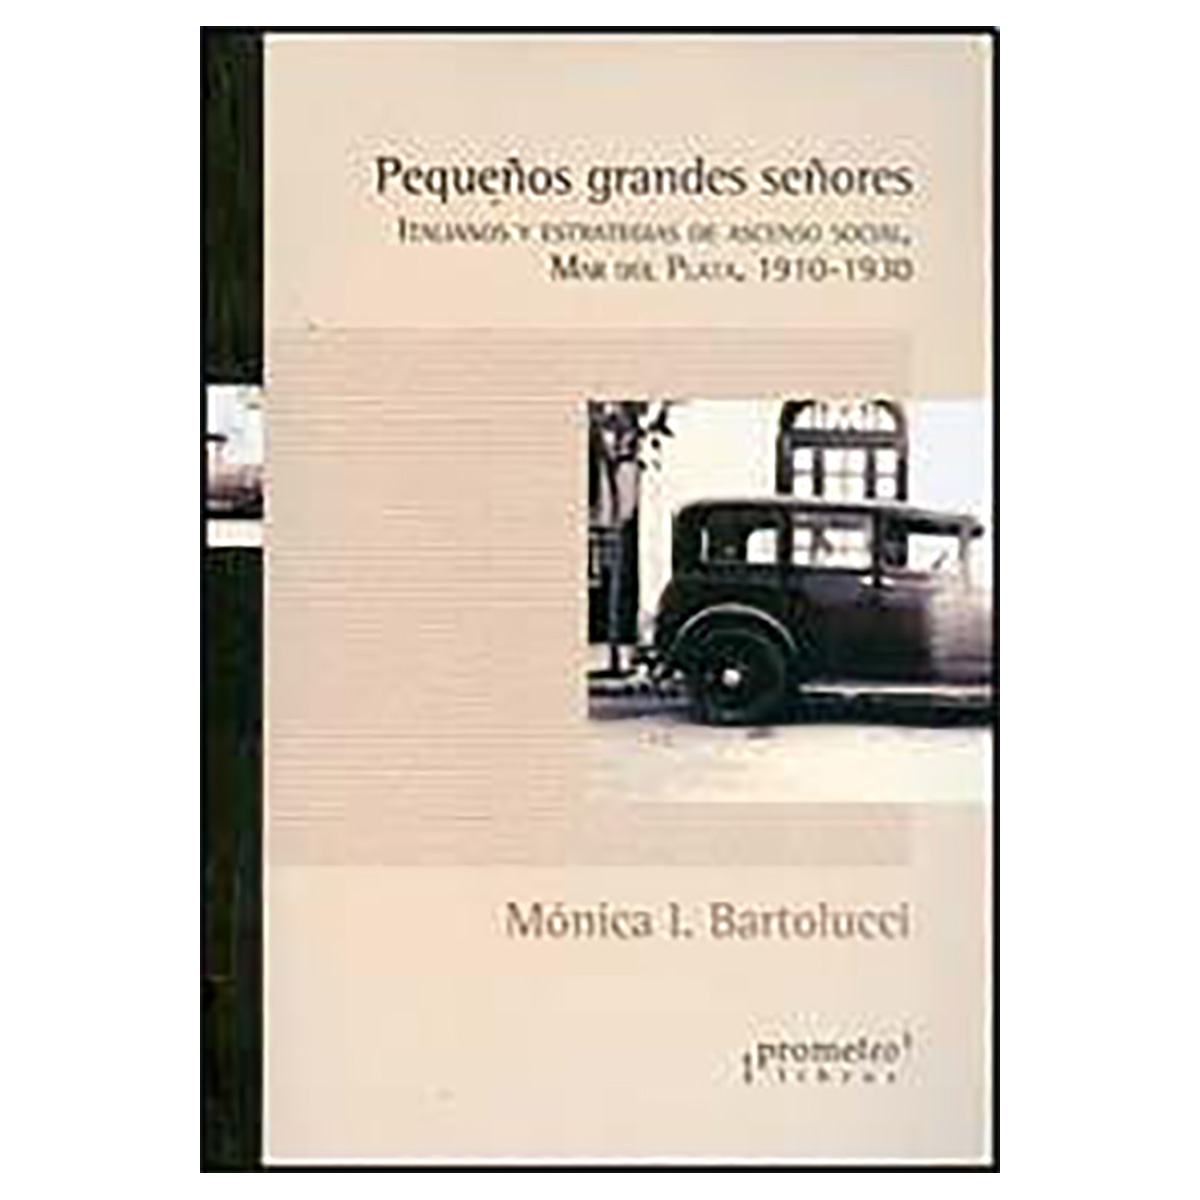 Pequeños grandes señores
Italianos y estrategias de ascenso social,
Mar del Plata, 1910-1930
Mónica I. Bartolucci
prometeo
libros